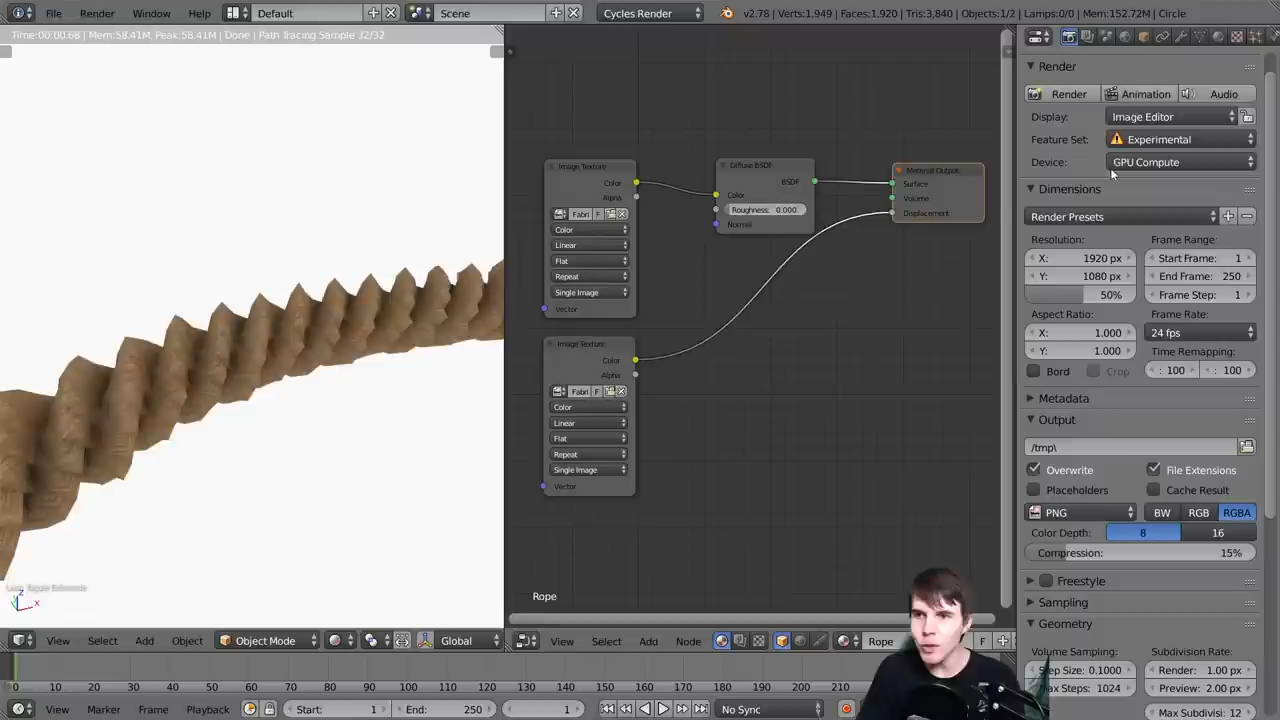 File Render Window Help Default Scene Cycles Render v2.78 | Verts:1,949 | Faces:1,920 | Tris:3,840 | Objects:1/2 | Lamps:0/0 | Mem:152.72M | Circle
Time:00:00.68 | Mem:58.41M, Peak:58.41M | Done | Path Tracing Sample 32/32
Render
Render Animation Audio
Display: Image Editor
Feature Set: Experimental
Device: GPU Compute
Dimensions
Render Presets
Resolution: Frame Range:
X: 1920 px Start Frame: 1
Y: 1080 px End Frame: 250
50% Frame Step: 1
Aspect Ratio: Frame Rate:
X: 1.000 24 fps
Y: 1.000 Time Remapping:
Bord Crop : 100 : 100
Metadata
Output
/tmp\
Overwrite File Extensions
Placeholders Cache Result
PNG BW RGB RGBA
Color Depth: 8 16
Compression: 15%
Freestyle
Sampling
Geometry
Volume Sampling: Subdivision Rate:
Step Size: 0.1000 Render: 1.00 px
Max Steps: 1024 Preview: 2.00 px
Max Subdivisi: 12
Image Texture
Color
Alpha
Fabri F
Color
Linear
Flat
Repeat
Single Image
Vector
Diffuse BSDF
BSDF
Color
Roughness: 0.000
Normal
Material Output
Surface
Volume
Displacement
Image Texture
Color
Alpha
Fabri F
Color
Linear
Flat
Repeat
Single Image
Vector
Rope
z
x
View Select Add Object Object Mode Global
View Select Add Node Rope F
0 10 20 30 40 50 60 70 80 90 100 110 120 130 140 150 160 170 180 190 200 210
View Marker Frame Playback Start: 1 End: 250 1 No Sync